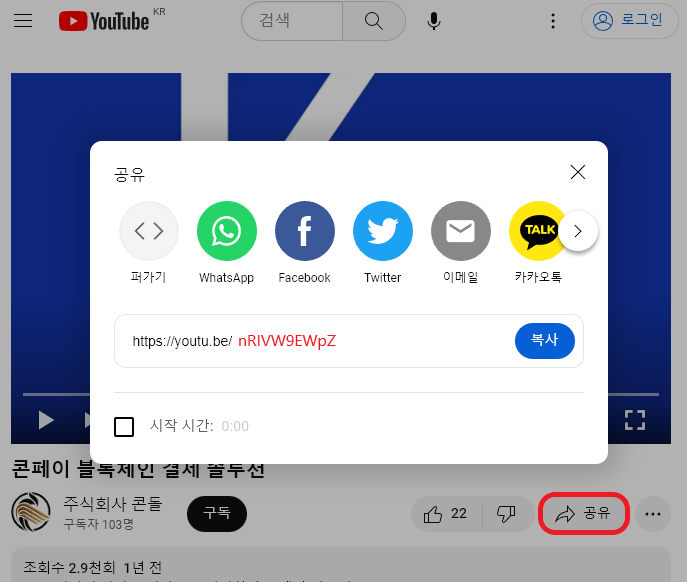 YouTube KR
검색
로그인
공유
퍼가기
WhatsApp
Facebook
Twitter
이메일
TALK
카카오톡
https://youtu.be/ nRIVW9EWpZ
복사
시작 시간: 0:00
콘페이 블록체인 결제 솔루션
주식회사 콘돌
구독자 103명
구독
22
공유
조회수 2.9천회 1년 전